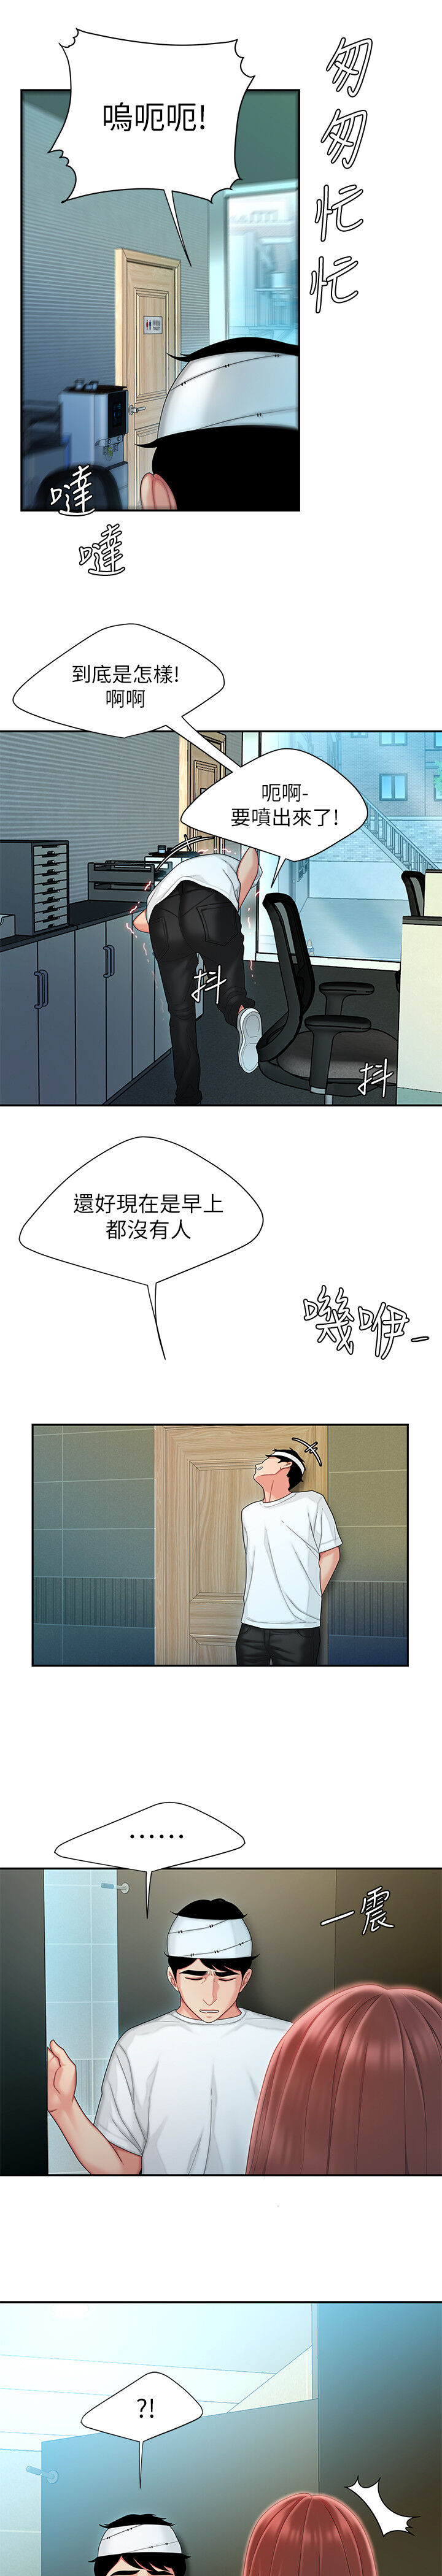 嗚呃呃!
匆匆忙忙
噠
噠
到底是怎樣!
啊啊
呃啊-
要噴出來了!
抖
抖
還好現在是早上
都沒有人
嘰咿-
......
一震
?!